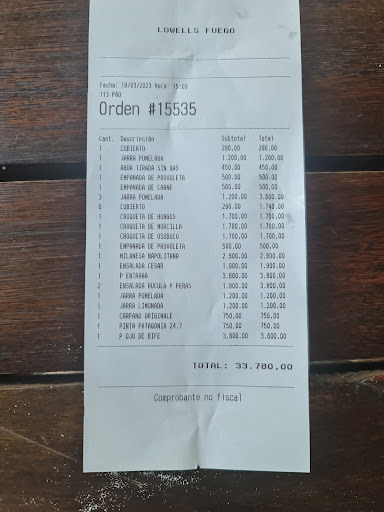 LOWELLS FUEGO
Fecha: 19/03/2023 Hora: 15:09
113 PAO
Orden #15535
Cant. Descripción Subtotal Total
1 CUBIERTO 290,00 290,00
1 JARRA POMELADA 1.200,00 1.200,00
1 AGUA TIRADA SIN GAS 450,00 450,00
1 EMPANADA DE PROVOLETA 500,00 500,00
1 EMPANADA DE CARNE 500,00 500,00
3 JARRA POMELADA 1.200,00 3.600,00
6 CUBIERTO 290,00 1.740,00
1 CROQUETA DE HONGOS 1.700,00 1.700,00
1 CROQUETA DE MORCILLA 1.700,00 1.700,00
1 CROQUETA DE OSOBUCO 1.700,00 1.700,00
1 EMPANADA DE PROVOLETA 500,00 500,00
1 MILANESA NAPOLITANA 2.900,00 2.900,00
1 ENSALADA CESAR 1.900,00 1.900,00
1 P ENTRANA 3.800,00 3.800,00
2 ENSALADA RUCULA Y PERAS 1.900,00 3.800,00
1 JARRA POMELADA 1.200,00 1.200,00
1 JARRA LIMONADA 1.200,00 1.200,00
1 CARPANO ORIGINALE 750,00 750,00
1 PINTA PATAGONIA 24.7 750,00 750,00
1 P OJO DE BIFE 3.600,00 3.600,00
TOTAL: 33.780,00
Comprobante no fiscal